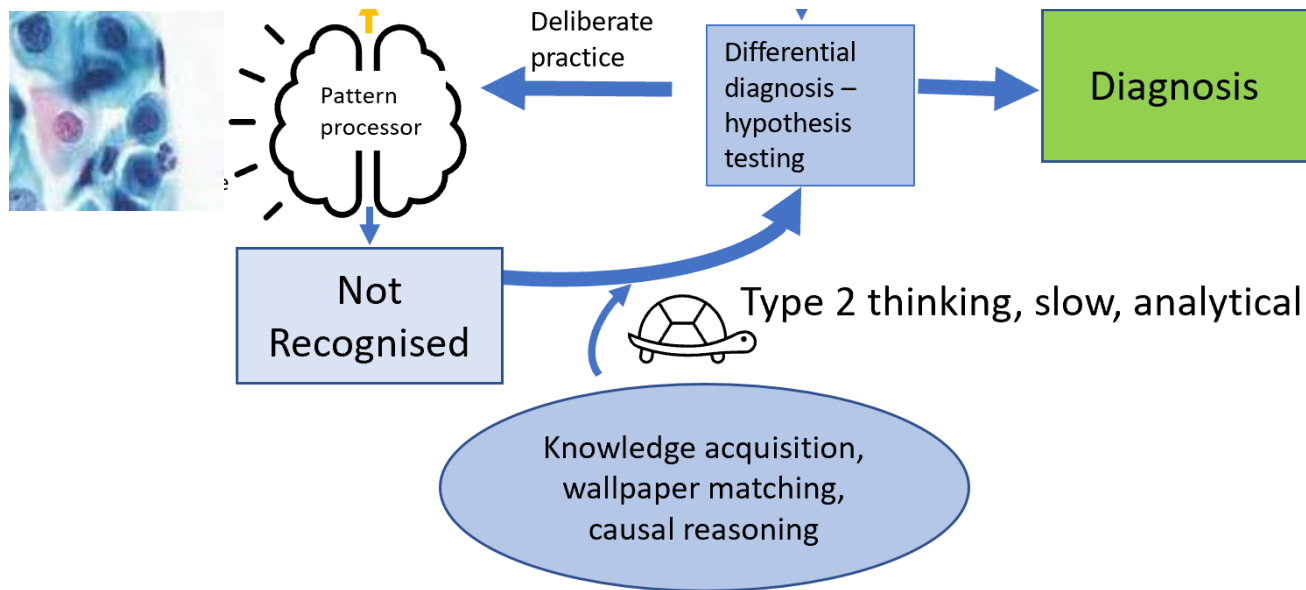 Deliberate
practice
Differential
diagnosis –
hypothesis
testing
Diagnosis
Pattern
processor
e
Not
Recognised
Type 2 thinking, slow, analytical
Knowledge acquisition,
wallpaper matching,
causal reasoning